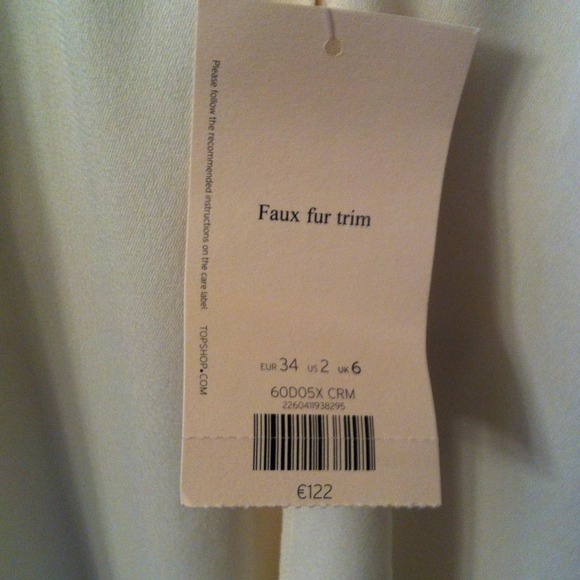 Please follow the recommended instructions on the care label. TOPSHOP.COM
Faux fur trim
EUR 34 US 2 UK 6
60D05X CRM
2260411938295
€122